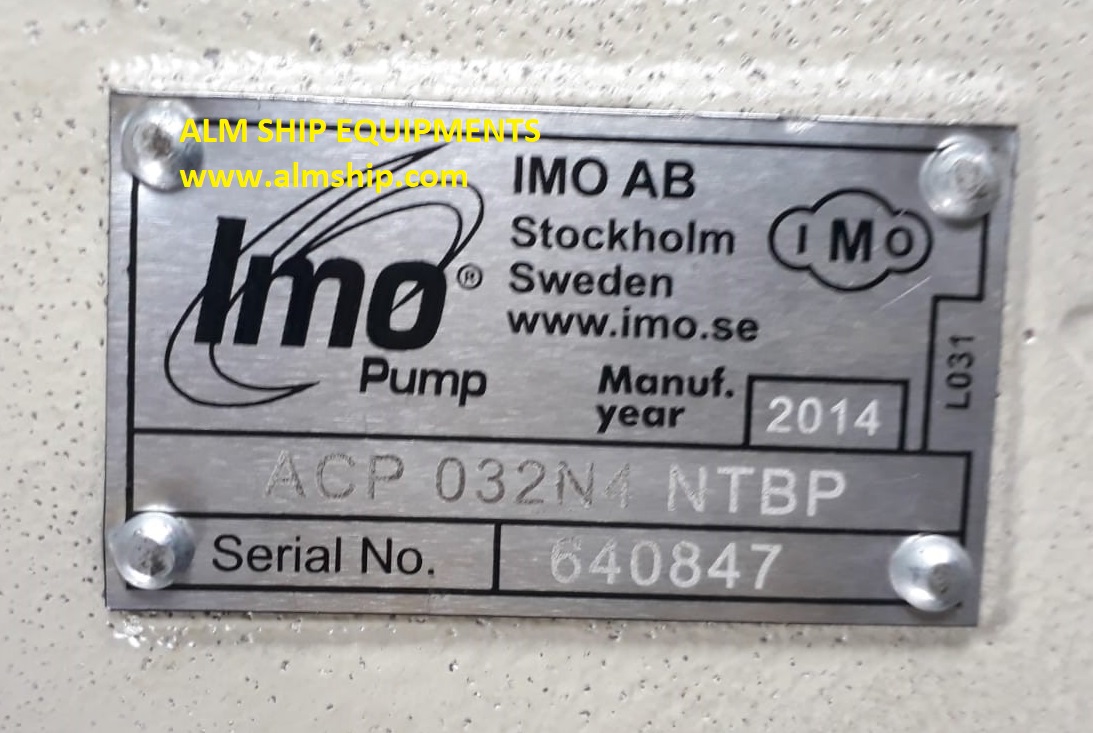 ALM SHIP EQUIPMENTS
www.almship.com
Imo®
Pump
IMO AB
Stockholm
Sweden
www.imo.se
IMO
Manuf.
year
2014
L031
ACP 032N4 NTBP
Serial No. 640847